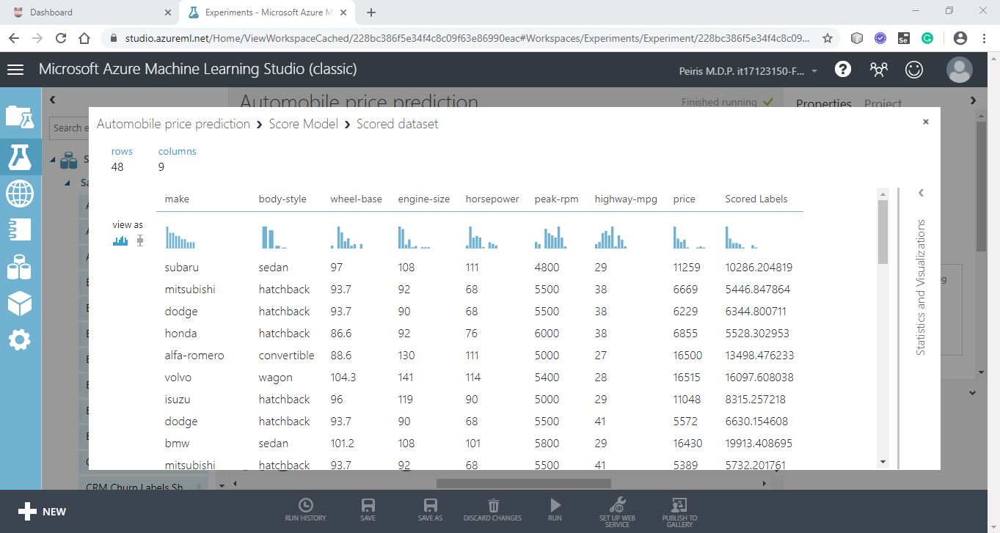 Dashboard
Experiments - Microsoft Azure M
studio.azureml.net/Home/ViewWorkspaceCached/228bc386f5e34f4c8c09f63e86990eac#Workspaces/Experiments/Experiment/228bc386f5e34f4c8c09...
Se
Microsoft Azure Machine Learning Studio (classic)
Peiris M.D.P. it17123150-F...
Automobile price prediction
Finished running
Properties Project
Search e
Automobile price prediction > Score Model > Scored dataset
rows columns
48 9
make body-style wheel-base engine-size horsepower peak-rpm highway-mpg price Scored Labels
view as
subaru sedan 97 108 111 4800 29 11259 10286.204819
mitsubishi hatchback 93.7 92 68 5500 38 6669 5446.847864
dodge hatchback 93.7 90 68 5500 38 6229 6344.800711
honda hatchback 86.6 92 76 6000 38 6855 5528.302953
alfa-romero convertible 88.6 130 111 5000 27 16500 13498.476233
volvo wagon 104.3 141 114 5400 28 16515 16097.608038
isuzu hatchback 96 119 90 5000 29 11048 8315.257218
dodge hatchback 93.7 90 68 5500 41 5572 6630.154608
bmw sedan 101.2 108 101 5800 29 16430 19913.408695
mitsubishi hatchback 93.7 92 68 5500 41 5389 5732.201761
Statistics and Visualizations
CRM Churn Labels Sh
NEW
RUN HISTORY
SAVE
SAVE AS
DISCARD CHANGES
RUN
SET UP WEB
SERVICE
PUBLISH TO
GALLERY